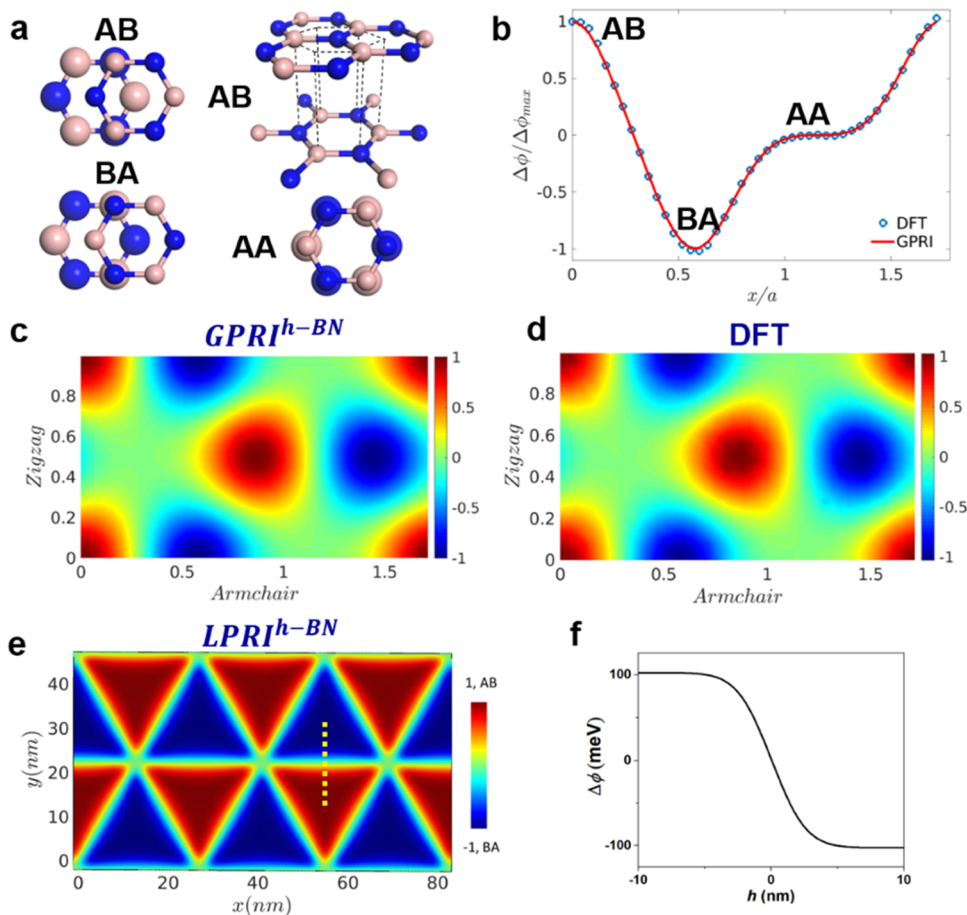 a
AB
AB
BA
AA
b
AB
AA
BA
Δϕ/Δϕmax
1
0.5
0
-0.5
-1
0
0.5
1
1.5
x/a
DFT
GPRI
c
GPRI^h−BN
Zigzag
0.8
0.6
0.4
0.2
0
0
0.5
1
1.5
Armchair
1
0.5
0
-0.5
-1
d
DFT
Zigzag
0.8
0.6
0.4
0.2
0
0
0.5
1
1.5
Armchair
1
0.5
0
-0.5
-1
e
LPRI^h−BN
y(nm)
40
30
20
10
0
0
20
40
60
80
x(nm)
1, AB
-1, BA
f
Δϕ (meV)
100
0
-100
-10
0
10
h (nm)